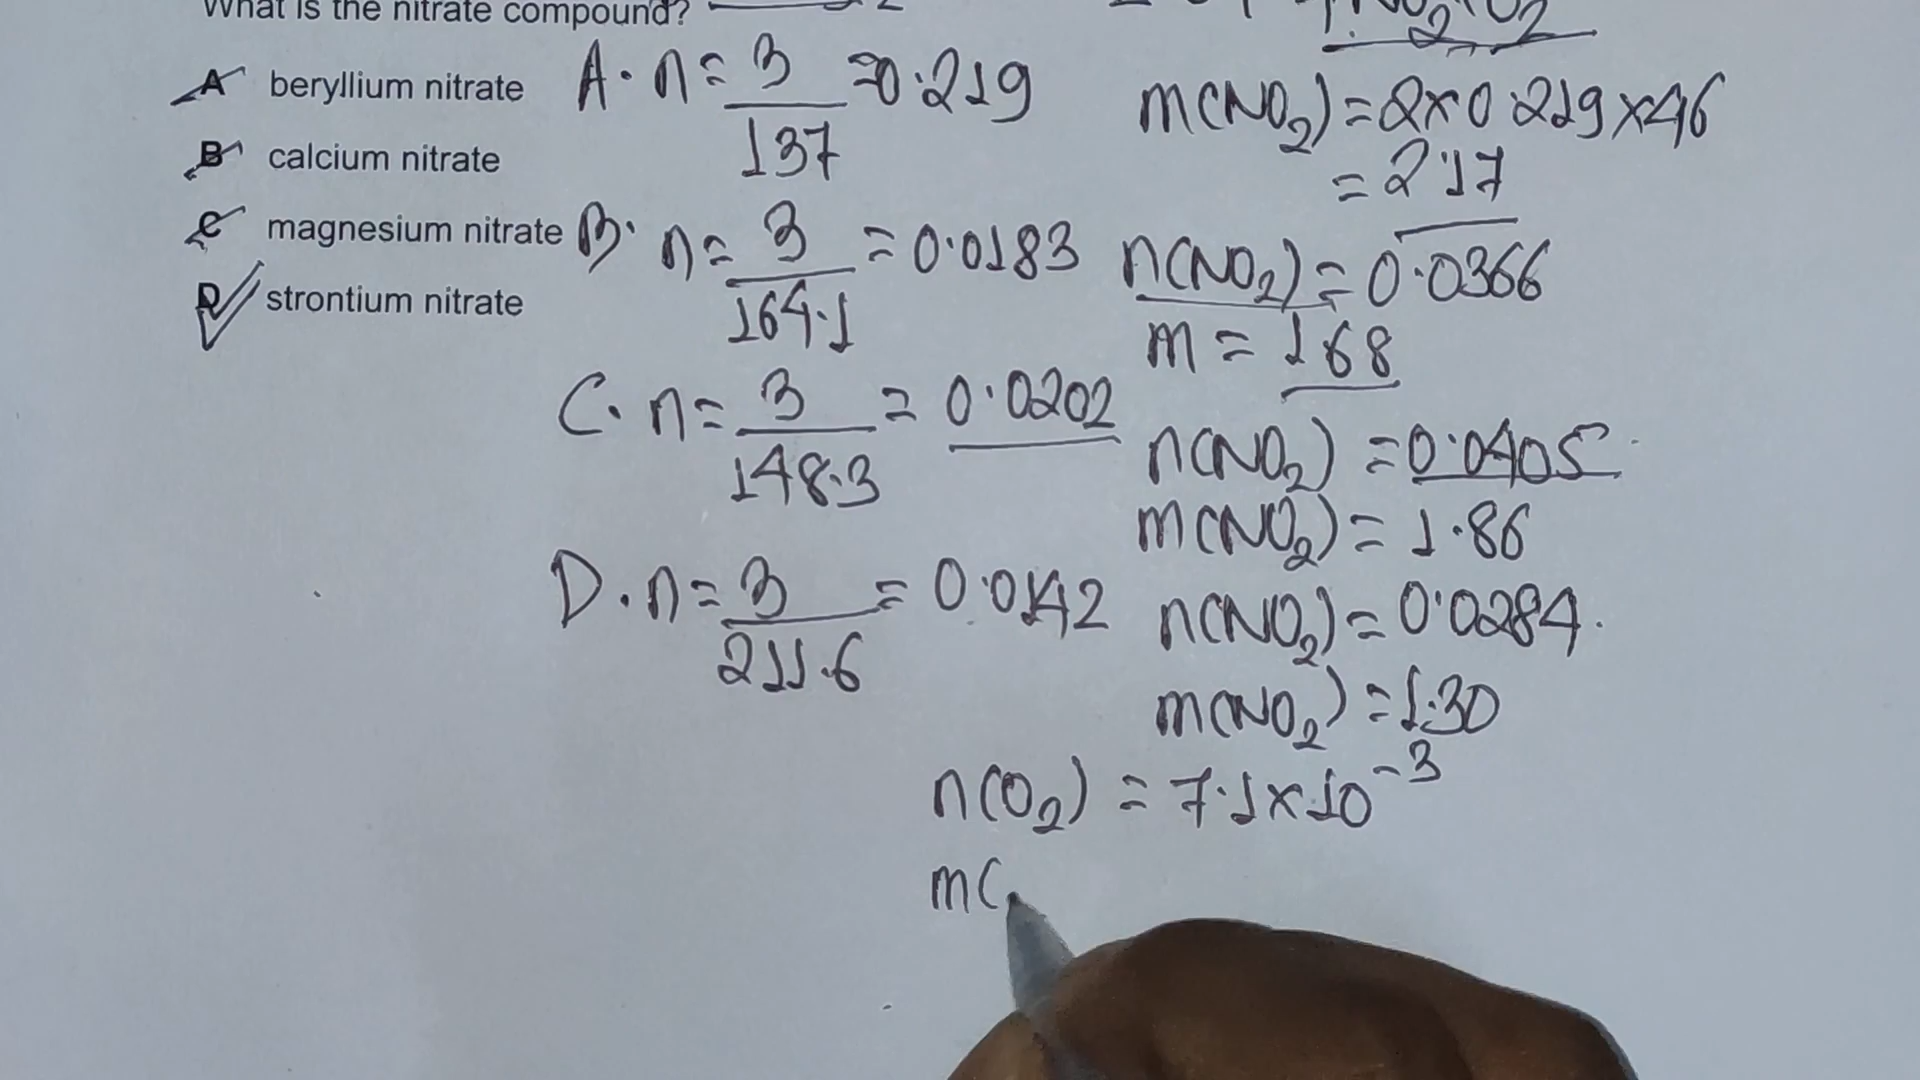 What is the nitrate compound?
A beryllium nitrate
B calcium nitrate
C magnesium nitrate
D strontium nitrate
A. n = 3/137 = 0.219
B. n = 3/164.1 = 0.0183
C. n = 3/148.3 = 0.0202
D. n = 3/211.6 = 0.0142
m(NO2) = 2×0.219×46
= 2.17
n(NO2) = 0.0366
m = 1.68
n(NO2) = 0.0405
m(NO2) = 1.86
n(NO2) = 0.0284.
m(NO2) = 1.30
n(O2) = 7.1×10⁻³
m(